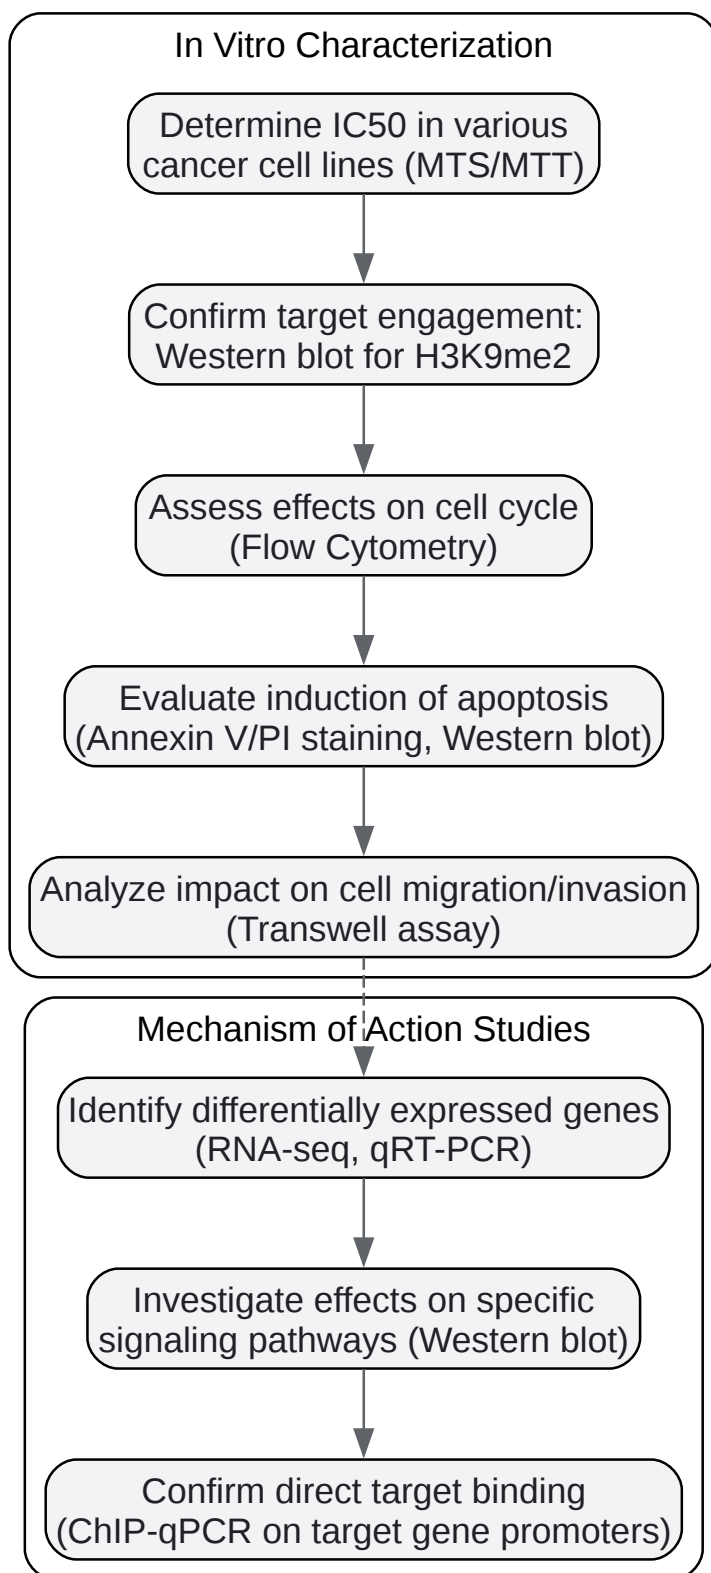 In Vitro Characterization
Determine IC50 in various
cancer cell lines (MTS/MTT)
Confirm target engagement:
Western blot for H3K9me2
Assess effects on cell cycle
(Flow Cytometry)
Evaluate induction of apoptosis
(Annexin V/PI staining, Western blot)
Analyze impact on cell migration/invasion
(Transwell assay)
Mechanism of Action Studies
Identify differentially expressed genes
(RNA-seq, qRT-PCR)
Investigate effects on specific
signaling pathways (Western blot)
Confirm direct target binding
(ChIP-qPCR on target gene promoters)